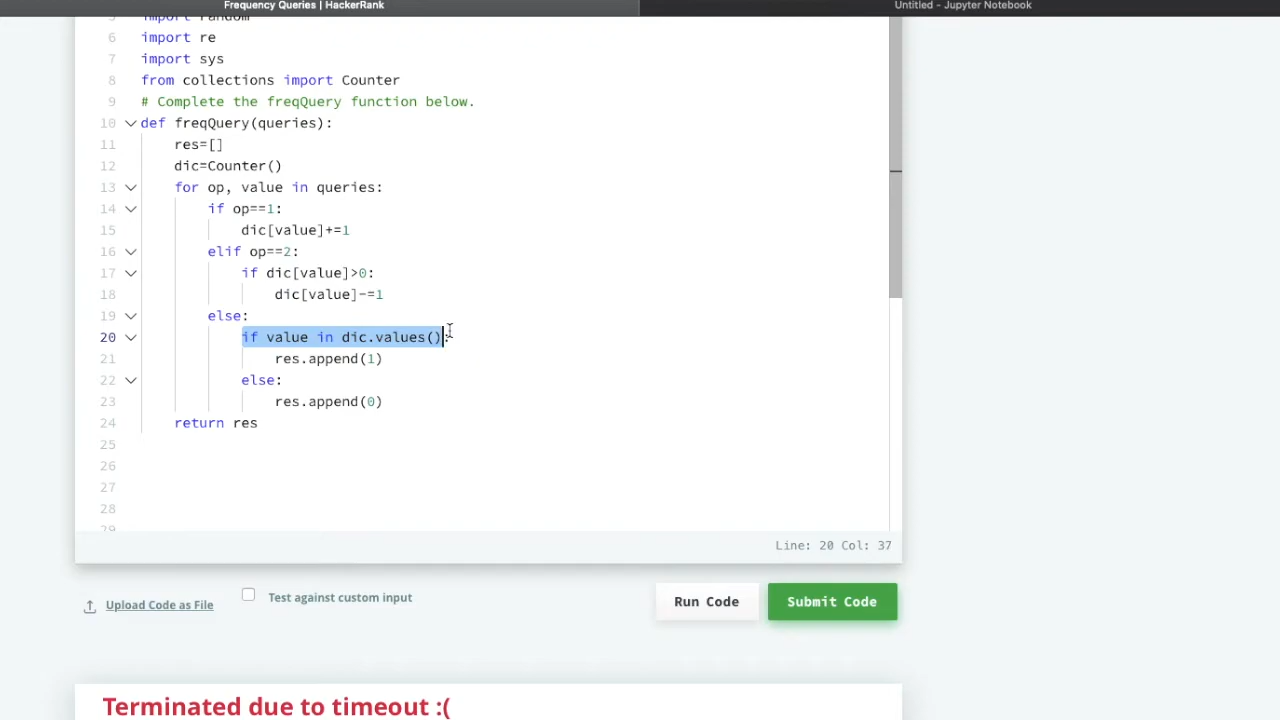 Frequency Queries | HackerRank
Untitled - Jupyter Notebook
5 import random
6 import re
7 import sys
8 from collections import Counter
9 # Complete the freqQuery function below.
10 def freqQuery(queries):
11 res=[]
12 dic=Counter()
13 for op, value in queries:
14 if op==1:
15 dic[value]+=1
16 elif op==2:
17 if dic[value]>0:
18 dic[value]-=1
19 else:
20 if value in dic.values():
21 res.append(1)
22 else:
23 res.append(0)
24 return res
25
26
27
28
29
Line: 20 Col: 37
Upload Code as File
Test against custom input
Run Code
Submit Code
Terminated due to timeout :(